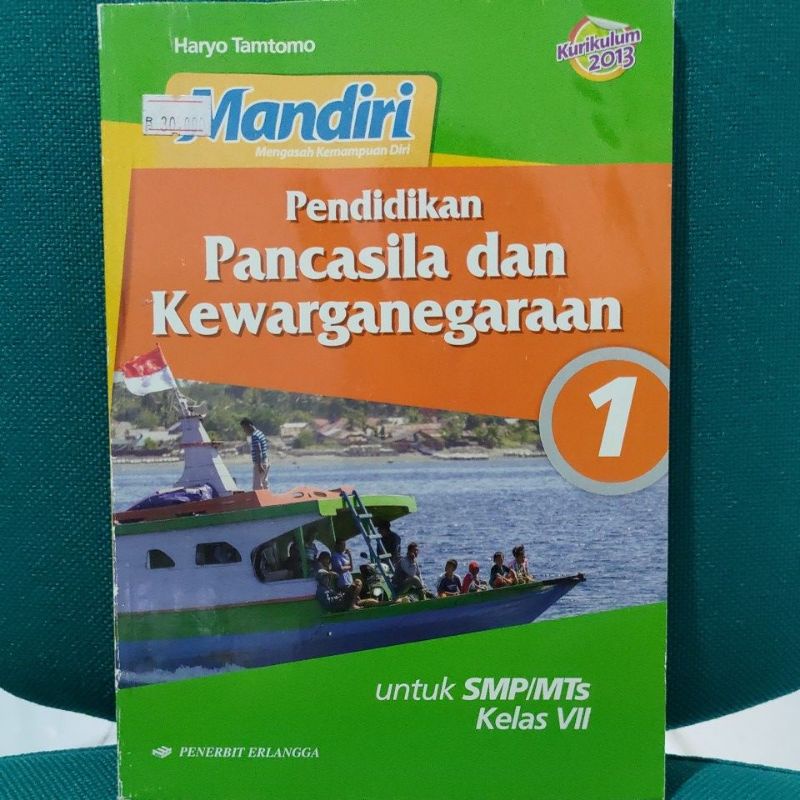 Haryo Tamtomo
Kurikulum
2013
Mandiri
Mengasah Kemampuan Diri
Pendidikan
Pancasila dan
Kewarganegaraan
1
untuk SMP/MTs
Kelas VII
PENERBIT ERLANGGA